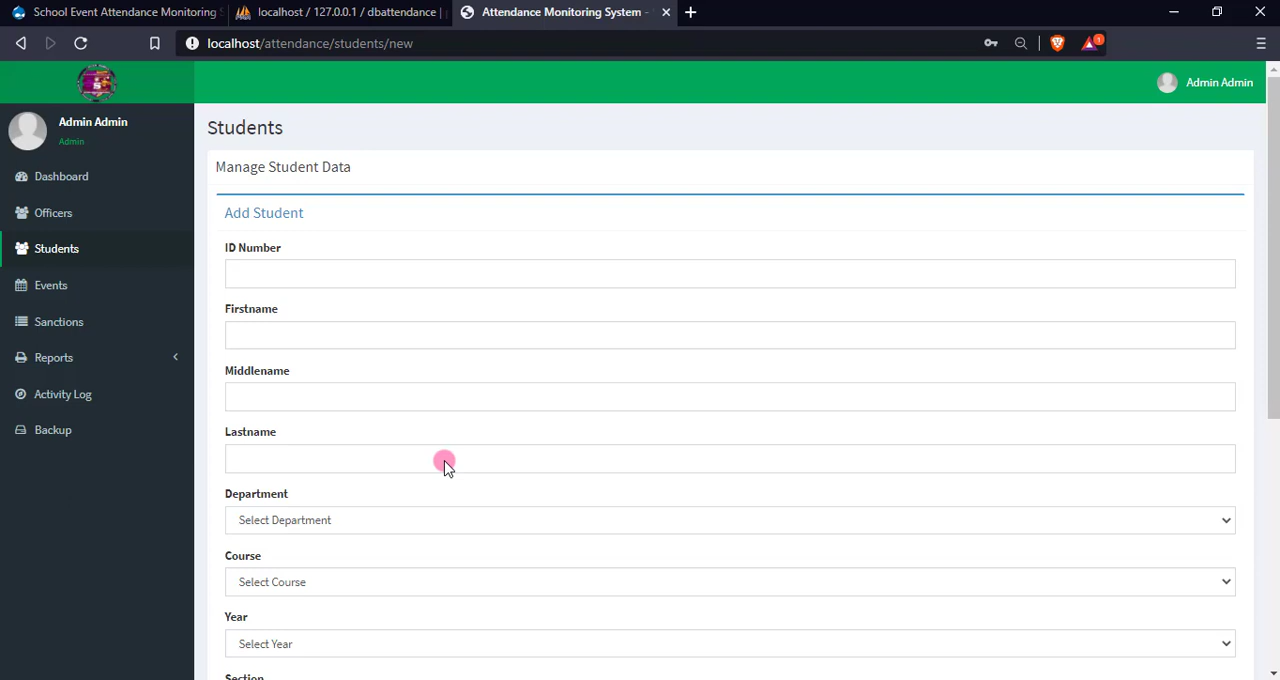 School Event Attendance Monitoring
localhost / 127.0.0.1 / dbattendance |
Attendance Monitoring System -
localhost/attendance/students/new
1
Admin Admin
Admin Admin
Admin
Dashboard
Officers
Students
Events
Sanctions
Reports
Activity Log
Backup
Students
Manage Student Data
Add Student
ID Number
Firstname
Middlename
Lastname
Department
Select Department
Course
Select Course
Year
Select Year
Section